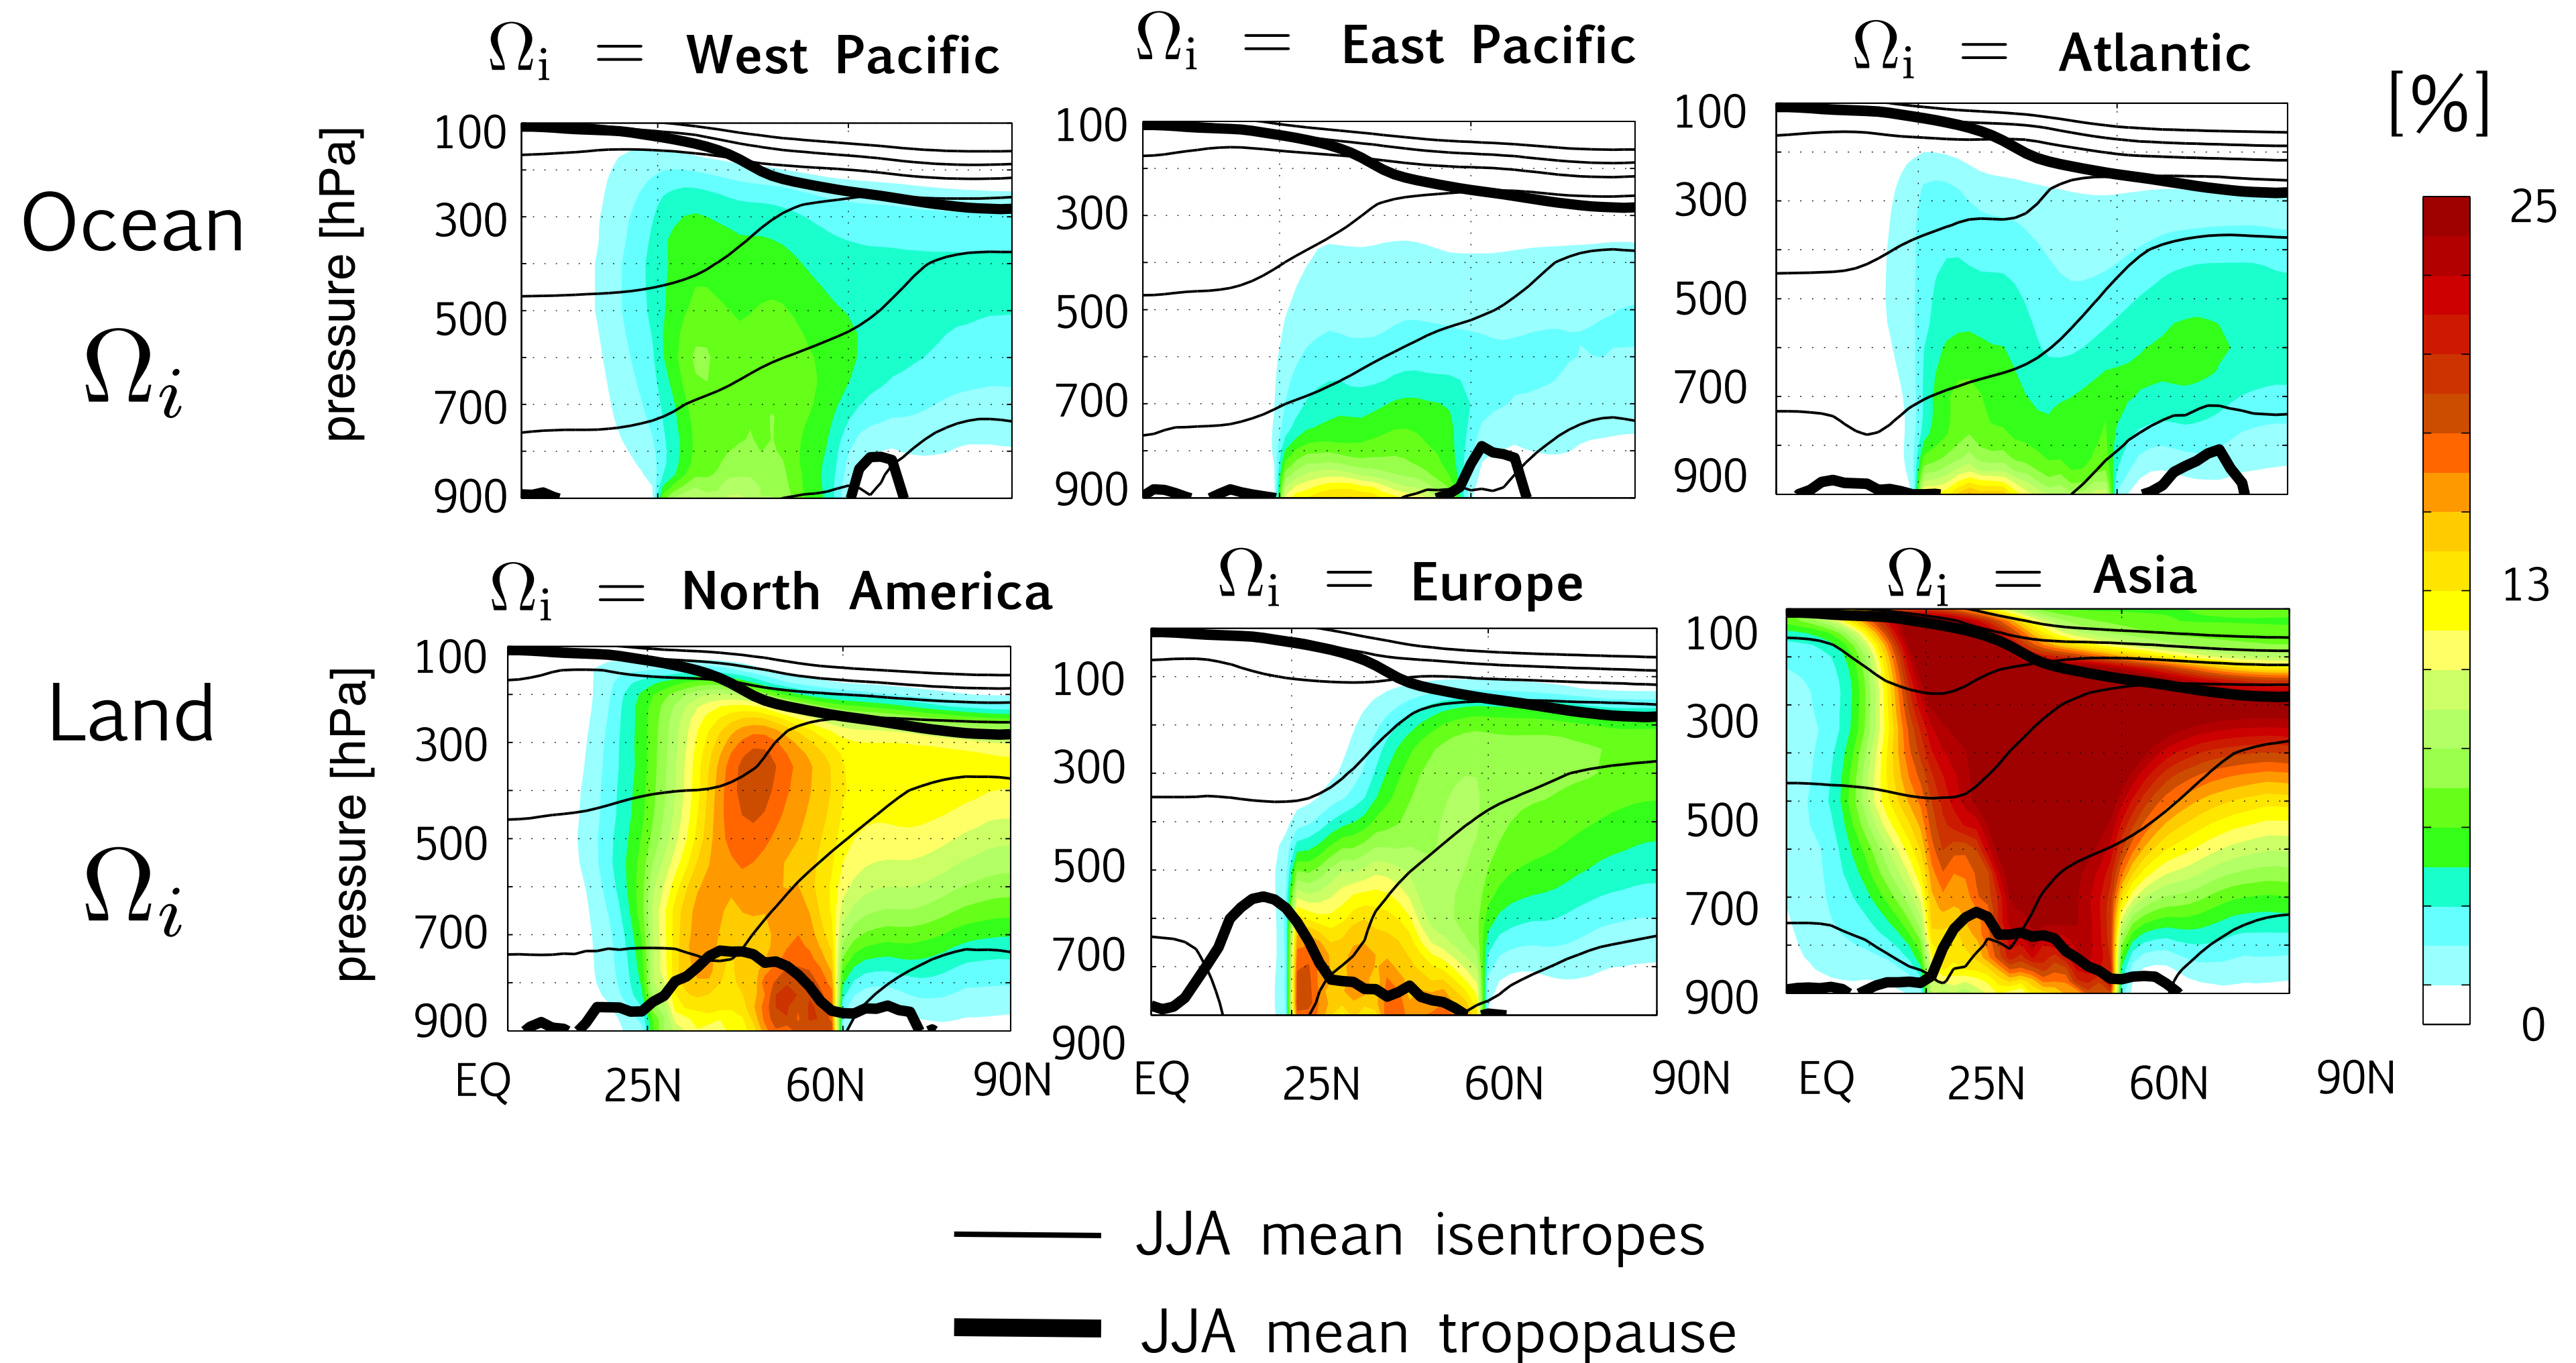 Ωi = West Pacific
Ωi = East Pacific
Ωi = Atlantic
[%]
Ocean
Ωi
pressure [hPa]
100
300
500
700
900
100
300
500
700
900
100
300
500
700
900
25
13
0
Ωi = North America
Ωi = Europe
Ωi = Asia
Land
Ωi
pressure [hPa]
100
300
500
700
900
100
300
500
700
900
100
300
500
700
900
EQ 25N 60N 90N
EQ 25N 60N 90N
EQ 25N 60N 90N
JJA mean isentropes
JJA mean tropopause